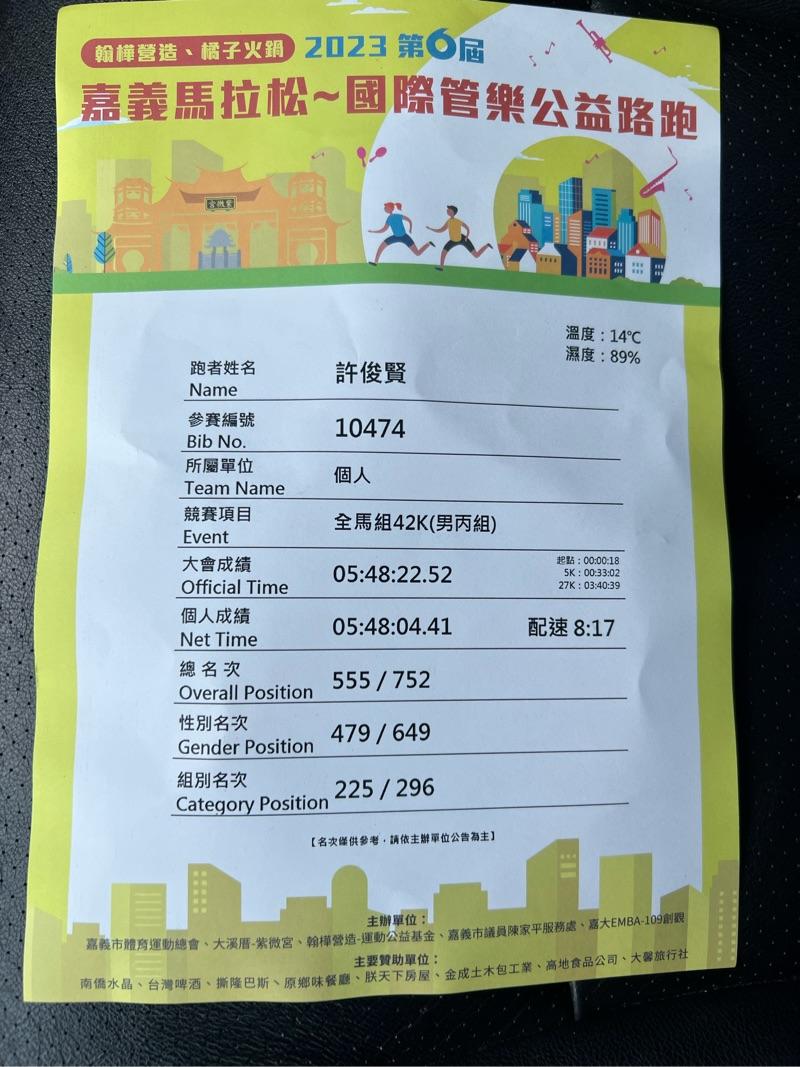 翰樺營造、橘子火鍋 2023 第6屆
嘉義馬拉松~國際管樂公益路跑
紫微宮
溫度：14℃
濕度：89%
跑者姓名 許俊賢
Name
參賽編號 10474
Bib No.
所屬單位 個人
Team Name
競賽項目 全馬組42K(男丙組)
Event
大會成績 05:48:22.52
Official Time
起點：00:00:18
5K：00:33:02
27K：03:40:39
個人成績 05:48:04.41 配速 8:17
Net Time
總名次 555 / 752
Overall Position
性別名次 479 / 649
Gender Position
組別名次 225 / 296
Category Position
【名次僅供參考，請依主辦單位公告為主】
主辦單位：
嘉義市體育運動總會、大溪厝-紫微宮、翰樺營造-運動公益基金、嘉義市議員陳家平服務處、嘉大EMBA-109創觀
主要贊助單位：
南僑水晶、台灣啤酒、撕隆巴斯、原鄉味餐廳、朕天下房屋、金成土木包工業、高地食品公司、大馨旅行社